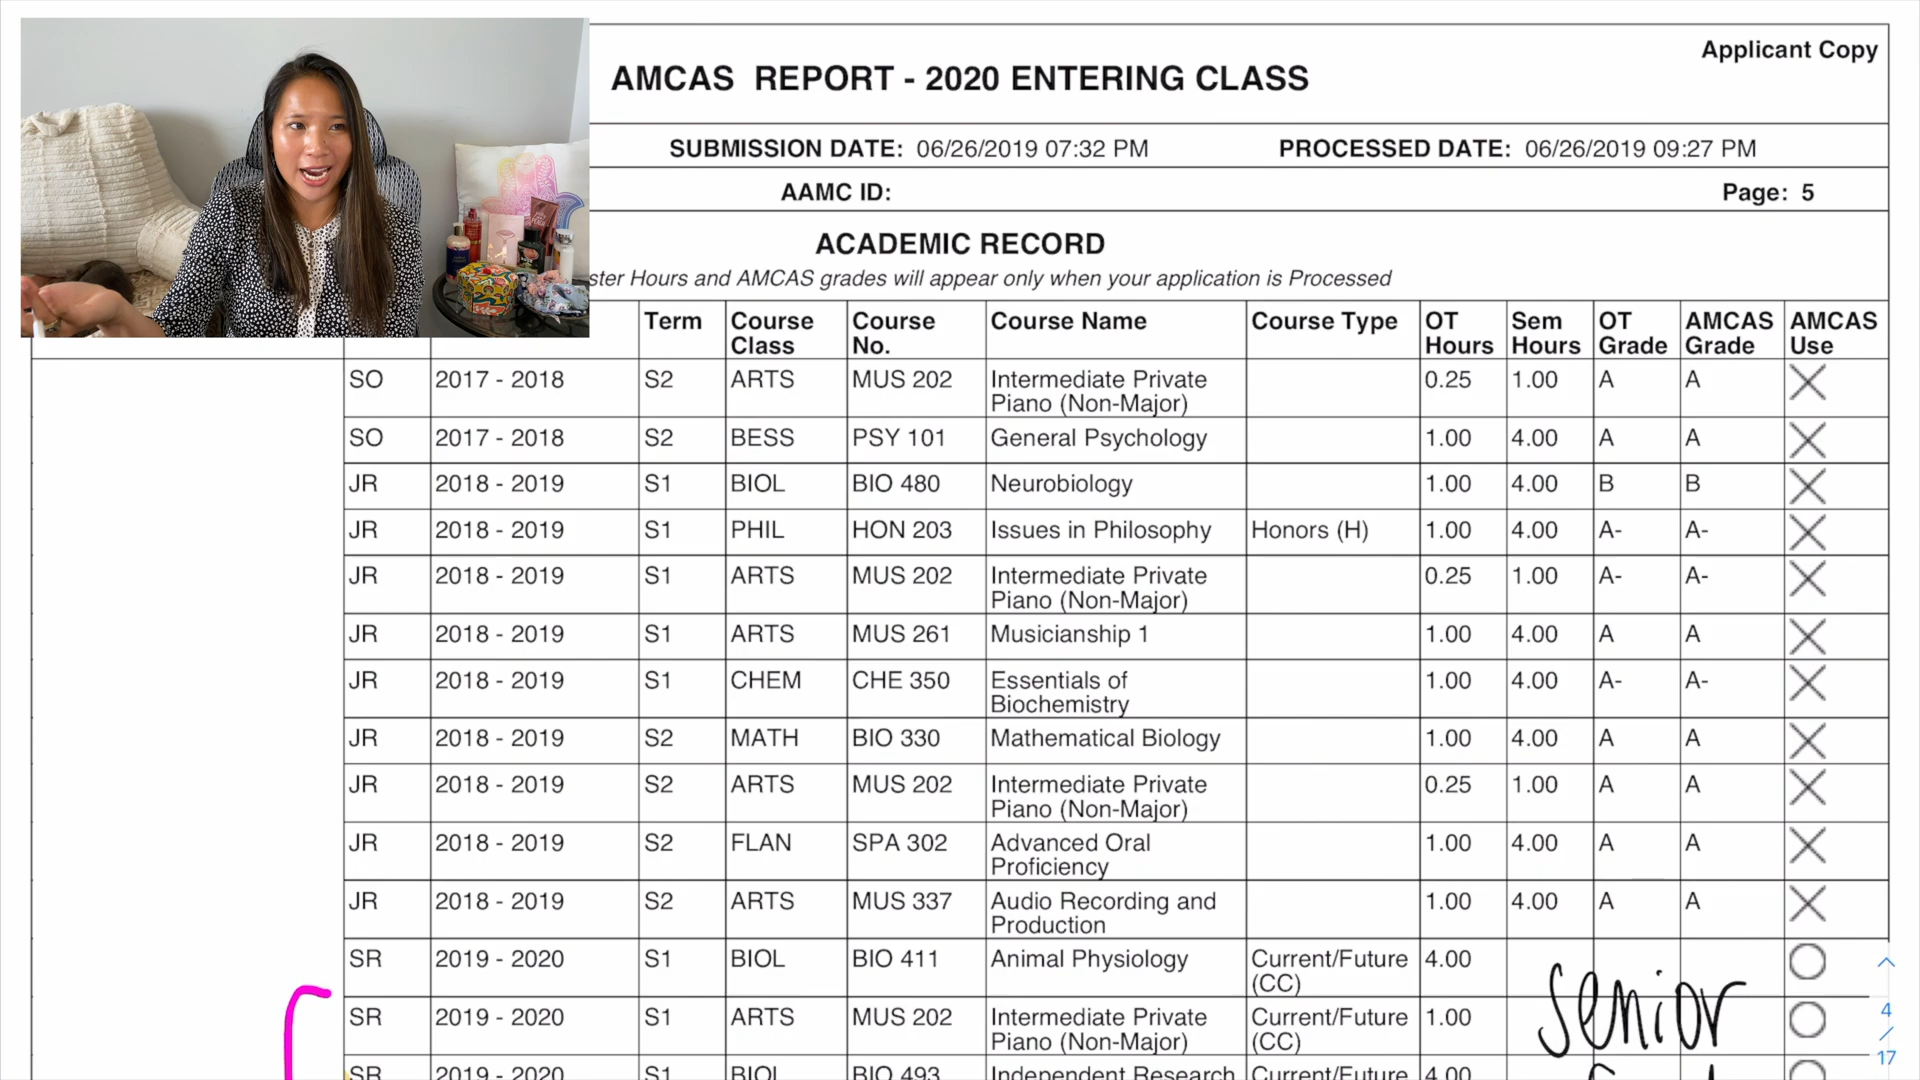 Applicant Copy
AMCAS REPORT - 2020 ENTERING CLASS
SUBMISSION DATE: 06/26/2019 07:32 PM PROCESSED DATE: 06/26/2019 09:27 PM
AAMC ID: Page: 5
ACADEMIC RECORD
ster Hours and AMCAS grades will appear only when your application is Processed
Term Course Course Course Name Course Type OT Sem OT AMCAS AMCAS
Class No. Hours Hours Grade Grade Use
SO 2017 - 2018 S2 ARTS MUS 202 Intermediate Private 0.25 1.00 A A
Piano (Non-Major)
SO 2017 - 2018 S2 BESS PSY 101 General Psychology 1.00 4.00 A A
JR 2018 - 2019 S1 BIOL BIO 480 Neurobiology 1.00 4.00 B B
JR 2018 - 2019 S1 PHIL HON 203 Issues in Philosophy Honors (H) 1.00 4.00 A- A-
JR 2018 - 2019 S1 ARTS MUS 202 Intermediate Private 0.25 1.00 A- A-
Piano (Non-Major)
JR 2018 - 2019 S1 ARTS MUS 261 Musicianship 1 1.00 4.00 A A
JR 2018 - 2019 S1 CHEM CHE 350 Essentials of 1.00 4.00 A- A-
Biochemistry
JR 2018 - 2019 S2 MATH BIO 330 Mathematical Biology 1.00 4.00 A A
JR 2018 - 2019 S2 ARTS MUS 202 Intermediate Private 0.25 1.00 A A
Piano (Non-Major)
JR 2018 - 2019 S2 FLAN SPA 302 Advanced Oral 1.00 4.00 A A
Proficiency
JR 2018 - 2019 S2 ARTS MUS 337 Audio Recording and 1.00 4.00 A A
Production
SR 2019 - 2020 S1 BIOL BIO 411 Animal Physiology Current/Future 4.00
(CC)
SR 2019 - 2020 S1 ARTS MUS 202 Intermediate Private Current/Future 1.00
Piano (Non-Major) (CC)
Senior
4
/
17
SR 2019 - 2020 S1 BIOL BIO 493 Independent Research Current/Future 4.00